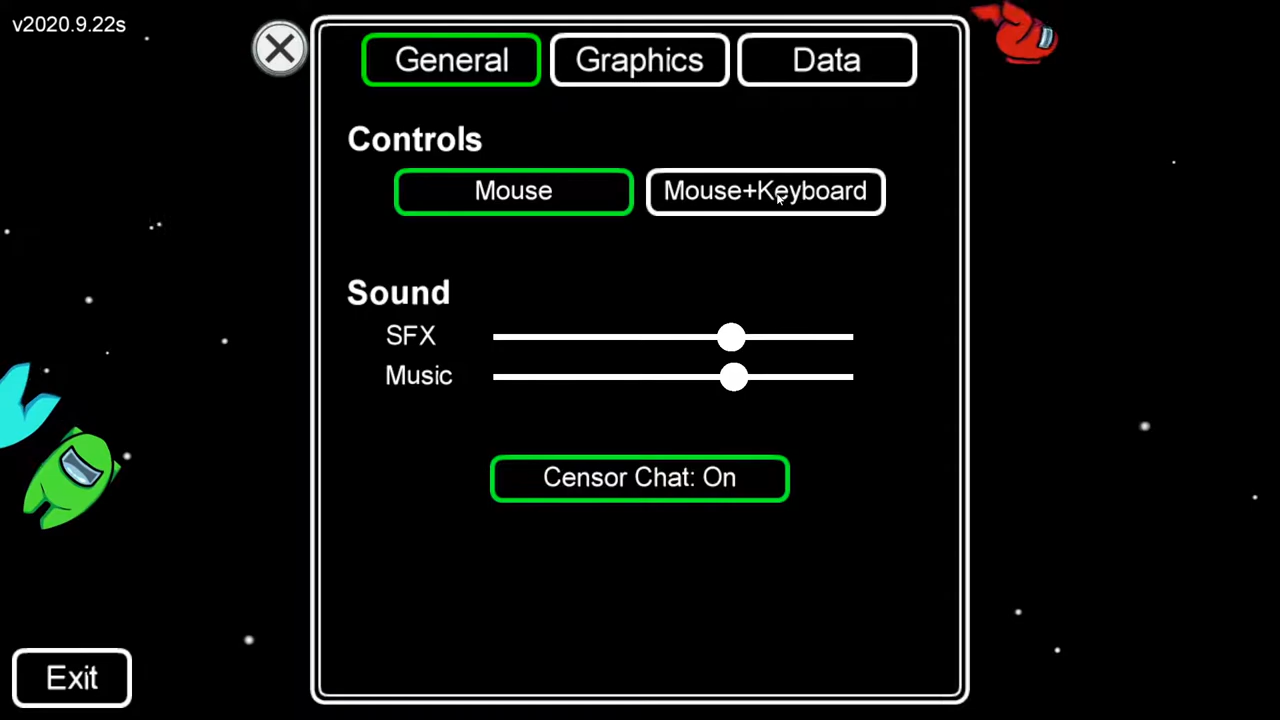 v2020.9.22s
General Graphics Data
Controls
Mouse Mouse+Keyboard
Sound
SFX
Music
Censor Chat: On
Exit